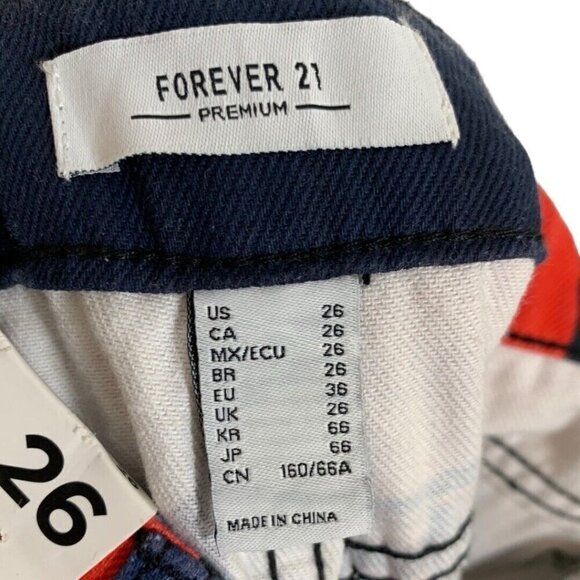 FOREVER 21
PREMIUM
US 26
CA 26
MX/ECU 26
BR 26
EU 36
UK 26
KR 66
JP 66
CN 160/66A
MADE IN CHINA
26